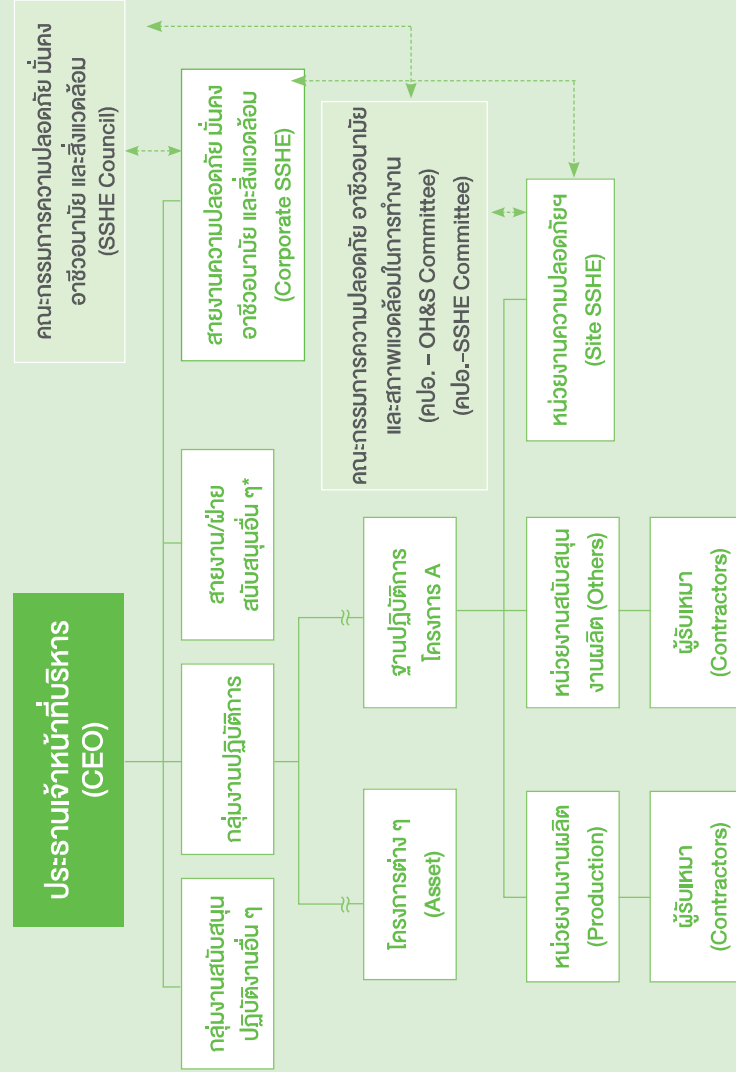 ประธานเจ้าหน้าที่บริหาร
(CEO)
คณะกรรมการความปลอดภัย มั่นคง
อาชีวอนามัย และสิ่งแวดล้อม
(SSHE Council)
กลุ่มงานสนับสนุน
ปฏิบัติงานอื่น ๆ
กลุ่มงานปฏิบัติการ
สายงาน/ฝ่าย
สนับสนุนอื่น ๆ*
สายงานความปลอดภัย มั่นคง
อาชีวอนามัย และสิ่งแวดล้อม
(Corporate SSHE)
คณะกรรมการความปลอดภัย อาชีวอนามัย
และสภาพแวดล้อมในการทำงาน
(คปอ. – OH&S Committee)
(คปอ.–SSHE Committee)
โครงการต่าง ๆ
(Asset)
ฐานปฏิบัติการ
โครงการ A
หน่วยงานงานผลิต
(Production)
หน่วยงานสนับสนุน
งานผลิต (Others)
หน่วยงานความปลอดภัยฯ
(Site SSHE)
ผู้รับเหมา
(Contractors)
ผู้รับเหมา
(Contractors)